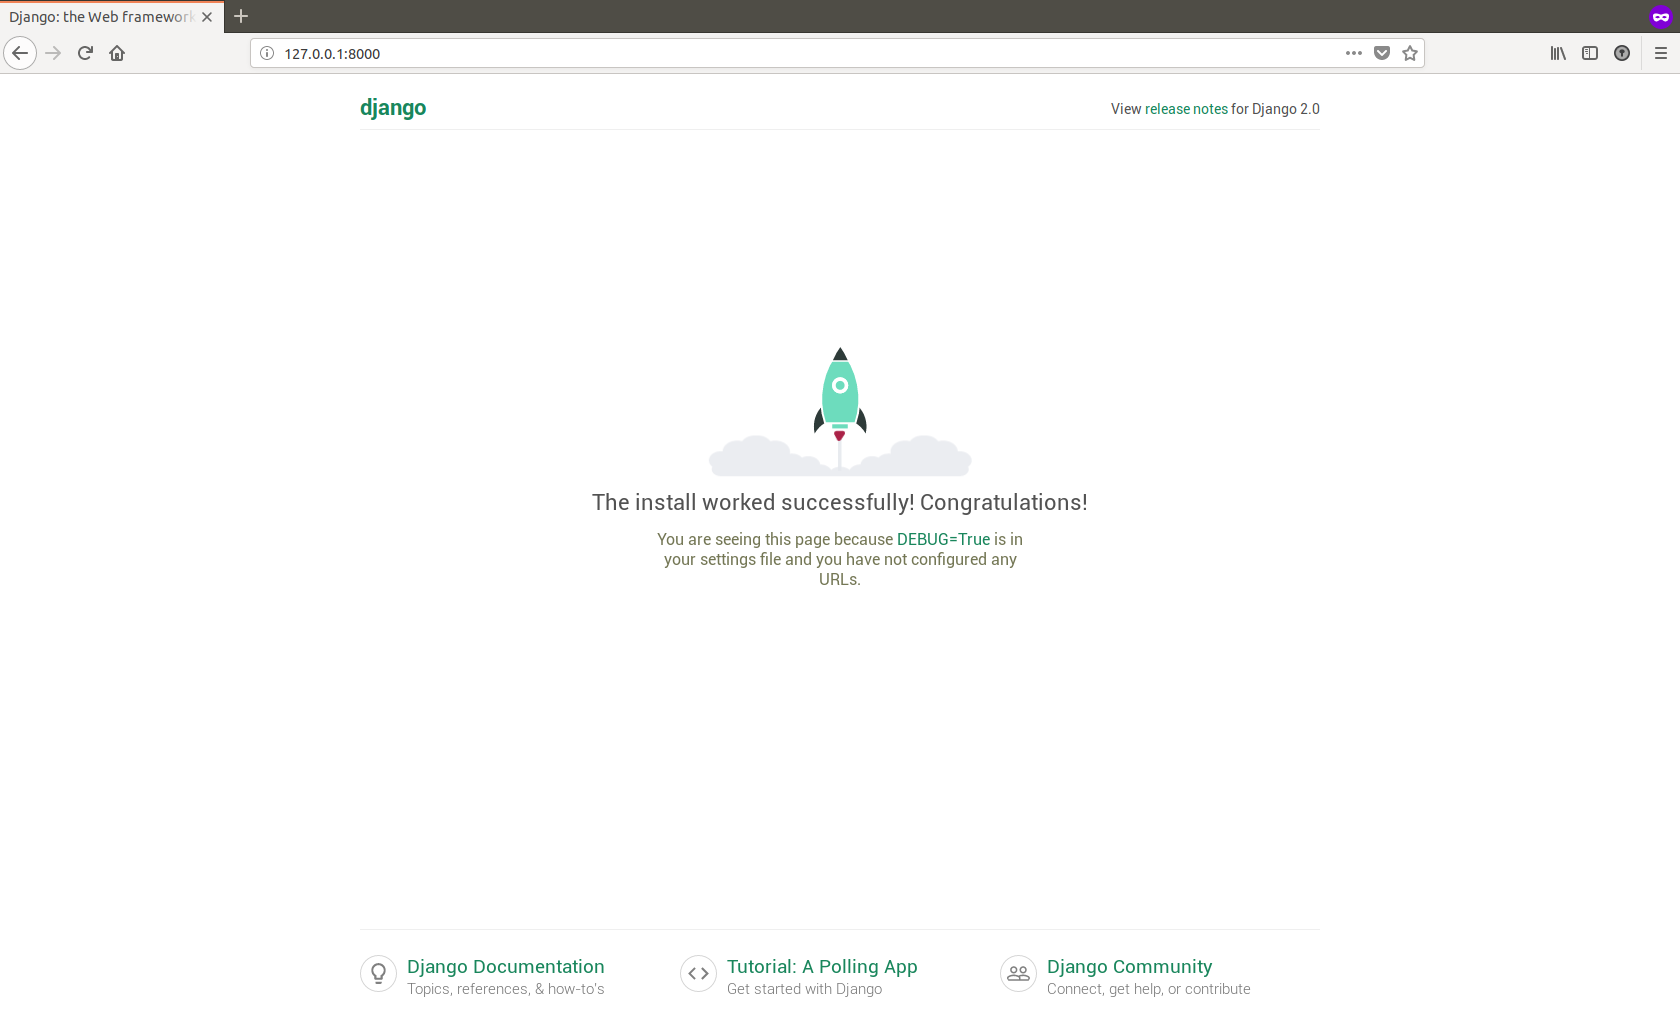 Django: the Web framework
127.0.0.1:8000
django
View release notes for Django 2.0
The install worked successfully! Congratulations!
You are seeing this page because DEBUG=True is in
your settings file and you have not configured any
URLs.
Django Documentation
Topics, references, & how-to's
Tutorial: A Polling App
Get started with Django
Django Community
Connect, get help, or contribute